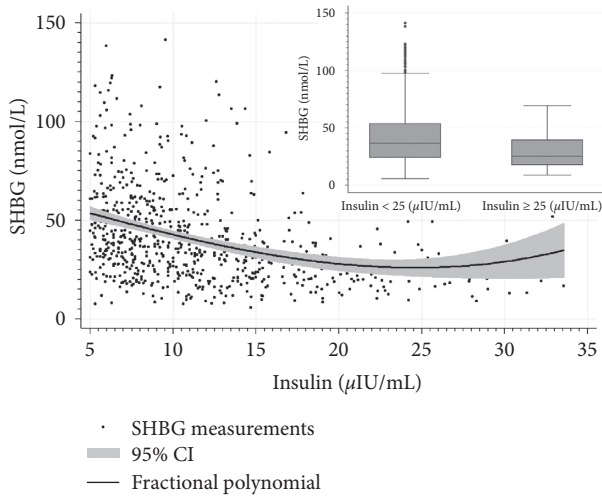 150
100
50
0
SHBG (nmol/L)
5
10
15
20
25
30
35
Insulin (μIU/mL)
150
100
50
0
SHBG (nmol/L)
Insulin < 25 (μIU/mL)
Insulin ≥ 25 (μIU/mL)
SHBG measurements
95% CI
Fractional polynomial